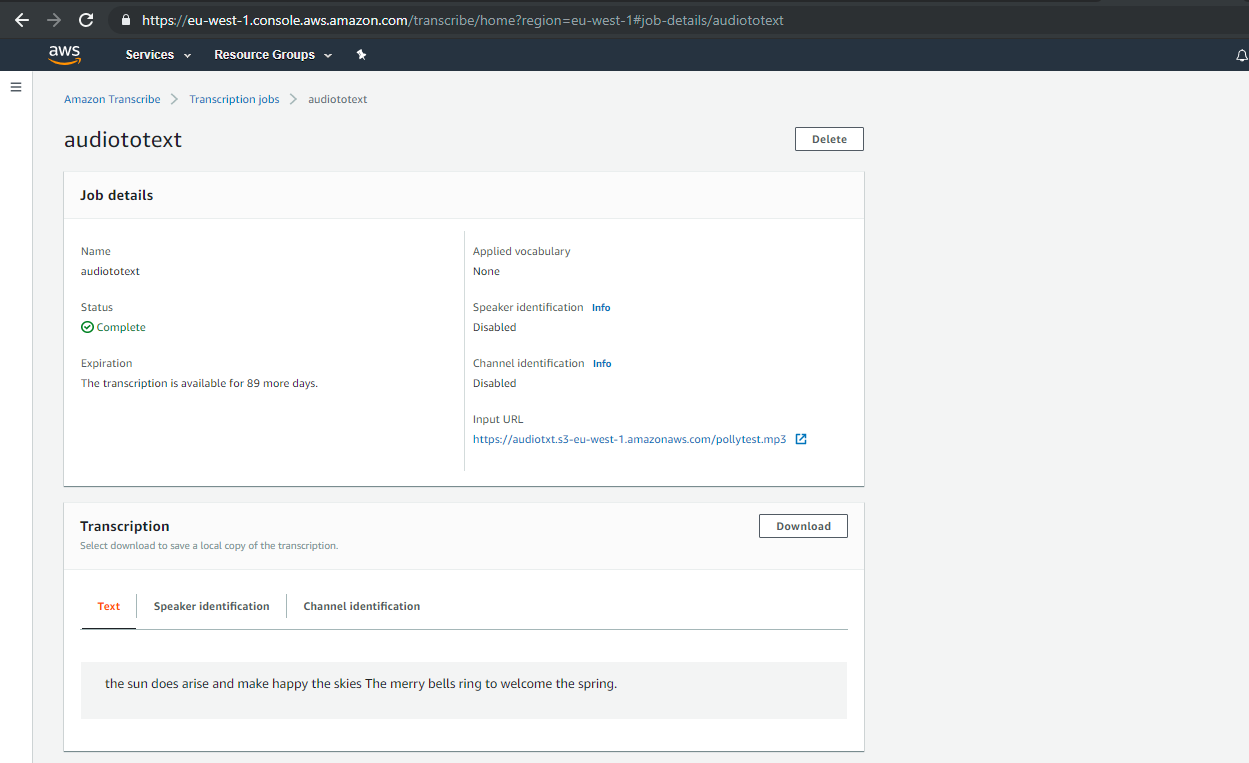 https://eu-west-1.console.aws.amazon.com/transcribe/home?region=eu-west-1#job-details/audiototext
aws Services Resource Groups
Amazon Transcribe Transcription jobs audiototext
audiototext Delete
Job details
Name
audiototext
Status
Complete
Expiration
The transcription is available for 89 more days.
Applied vocabulary
None
Speaker identification Info
Disabled
Channel identification Info
Disabled
Input URL
https://audiotxt.s3-eu-west-1.amazonaws.com/pollytest.mp3
Transcription Download
Select download to save a local copy of the transcription.
Text Speaker identification Channel identification
the sun does arise and make happy the skies The merry bells ring to welcome the spring.